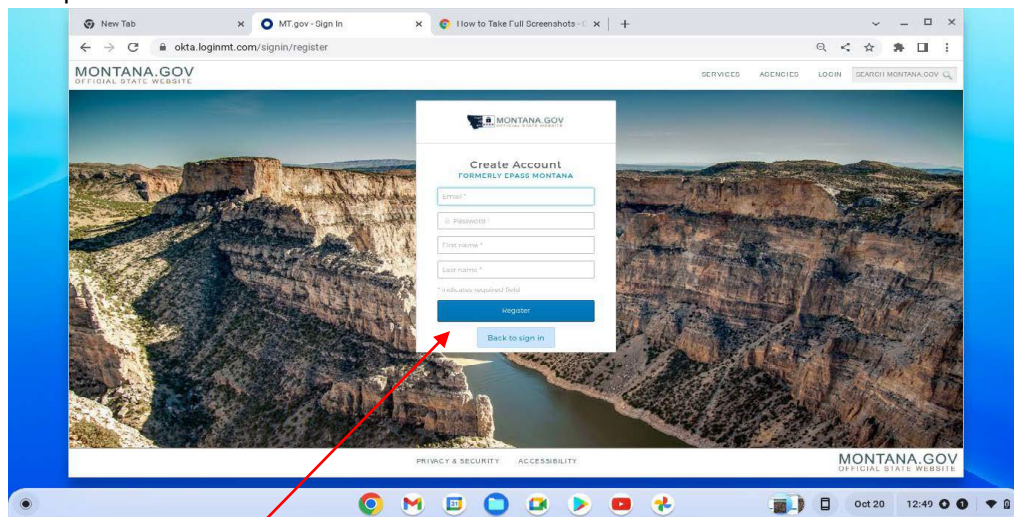 New Tab
MT.gov - Sign In
How to Take Full Screenshots -
okta.loginmt.com/signin/register
MONTANA.GOV
OFFICIAL STATE WEBSITE
SERVICES AGENCIES LOGIN SEARCH MONTANA.GOV
MONTANA.GOV
OFFICIAL STATE WEBSITE
Create Account
FORMERLY EPASS MONTANA
Email *
Password *
First name *
Last name *
* indicates required field
Register
Back to sign in
PRIVACY & SECURITY ACCESSIBILITY
MONTANA.GOV
OFFICIAL STATE WEBSITE
31
Oct 20 12:49